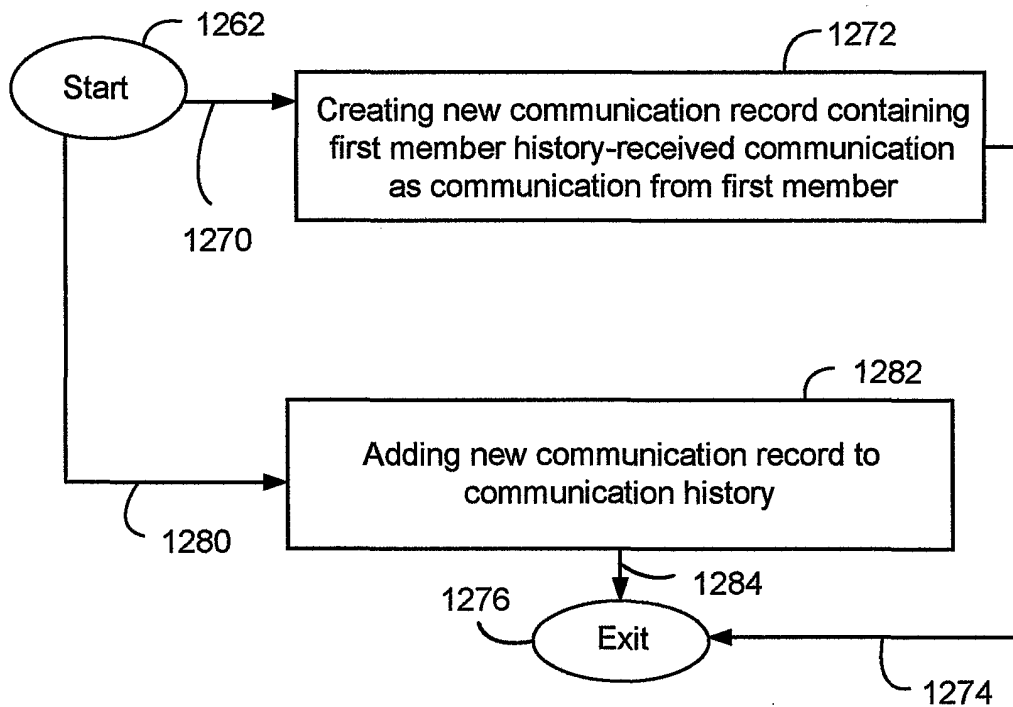 1262
Start
1270
1272
Creating new communication record containing
first member history-received communication
as communication from first member
1282
Adding new communication record to
communication history
1280
1284
1276
Exit
1274